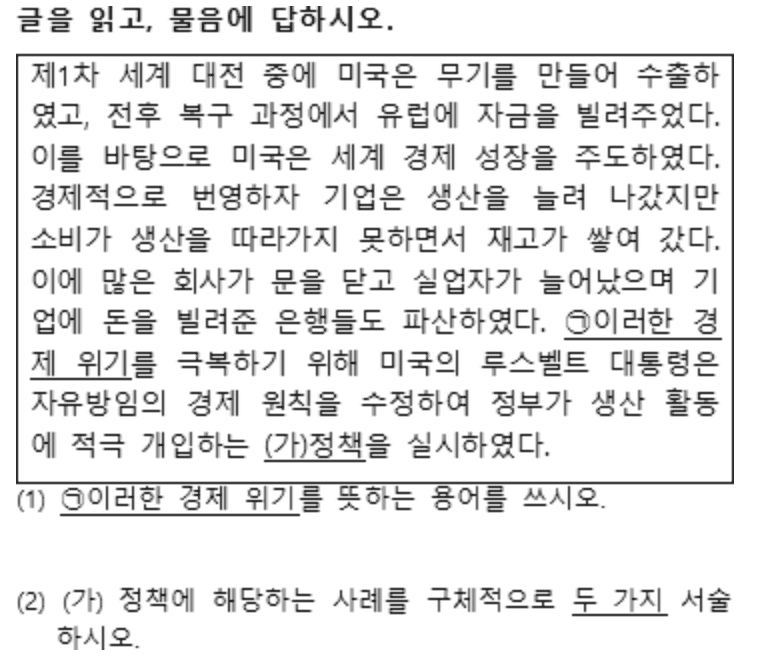 글을 읽고, 물음에 답하시오.
제1차 세계 대전 중에 미국은 무기를 만들어 수출하
였고, 전후 복구 과정에서 유럽에 자금을 빌려주었다.
이를 바탕으로 미국은 세계 경제 성장을 주도하였다.
경제적으로 번영하자 기업은 생산을 늘려 나갔지만
소비가 생산을 따라가지 못하면서 재고가 쌓여 갔다.
이에 많은 회사가 문을 닫고 실업자가 늘어났으며 기
업에 돈을 빌려준 은행들도 파산하였다. ㉠이러한 경
제 위기를 극복하기 위해 미국의 루스벨트 대통령은
자유방임의 경제 원칙을 수정하여 정부가 생산 활동
에 적극 개입하는 (가)정책을 실시하였다.
(1) ㉠이러한 경제 위기를 뜻하는 용어를 쓰시오.
(2) (가) 정책에 해당하는 사례를 구체적으로 두 가지 서술
하시오.